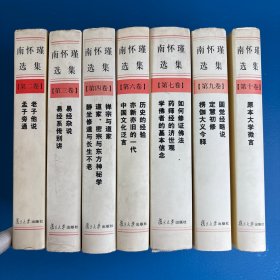 南怀瑾
选集
【第二卷】
老子他说
孟子旁通
复旦大学出版社
南怀瑾
选集
【第三卷】
易经杂说
易经系传别讲
复旦大学出版社
南怀瑾
选集
【第四卷】
禅宗与道家
道家、密宗与东方神秘学
静坐修道与长生不老
复旦大学出版社
南怀瑾
选集
【第六卷】
历史的经验
亦新亦旧的一代
中国文化泛言
复旦大学出版社
南怀瑾
选集
【第七卷】
如何修证佛法
药师经的济世观
学佛者的基本信念
复旦大学出版社
南怀瑾
选集
【第九卷】
圆觉经略说
定慧初修
楞伽大义今释
复旦大学出版社
南怀瑾
选集
【第十卷】
原本大学微言
复旦大学出版社